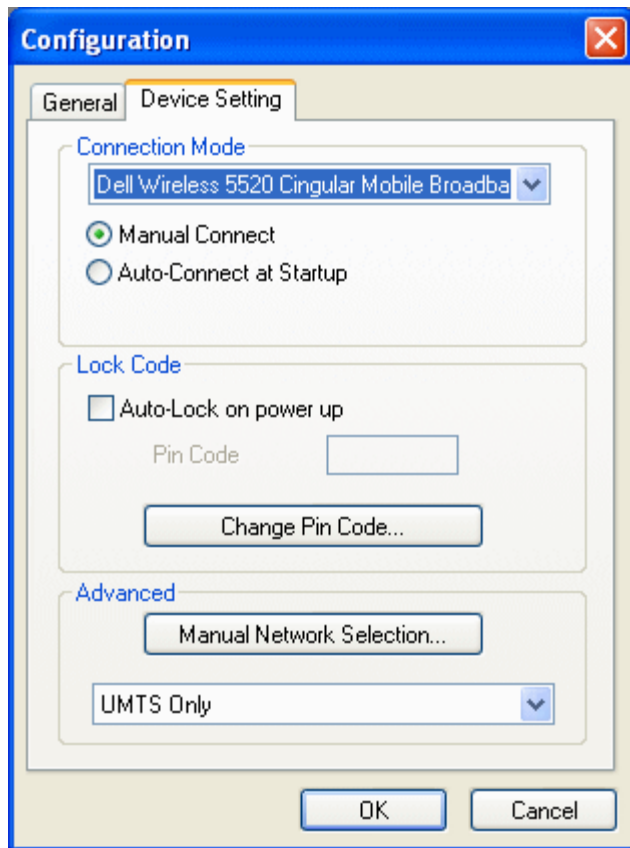 Configuration
General
Device Setting
Connection Mode
Dell Wireless 5520 Cingular Mobile Broadba
Manual Connect
Auto-Connect at Startup
Lock Code
Auto-Lock on power up
Pin Code
Change Pin Code...
Advanced
Manual Network Selection...
UMTS Only
OK
Cancel